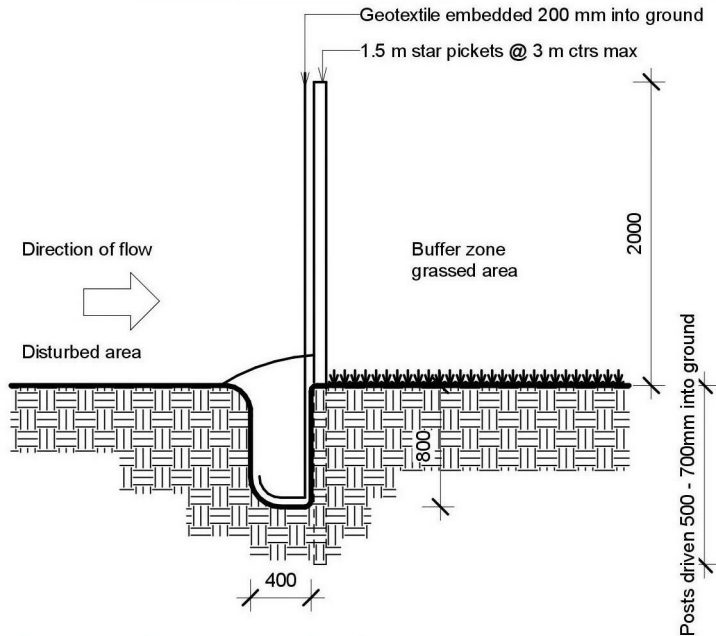 Geotextile embedded 200 mm into ground
1.5 m star pickets @ 3 m ctrs max
Direction of flow
Buffer zone
grassed area
2000
Disturbed area
800
Posts driven 500 - 700mm into ground
400